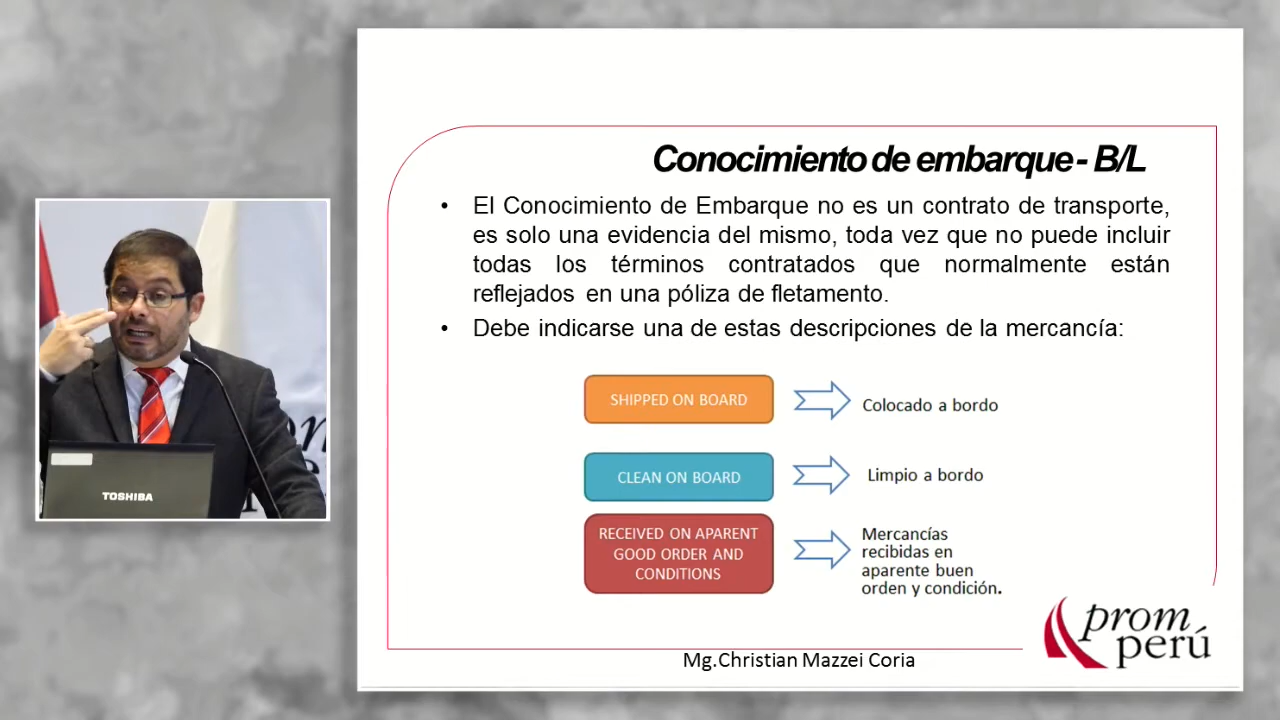 Conocimiento de embarque - B/L
• El Conocimiento de Embarque no es un contrato de transporte,
es solo una evidencia del mismo, toda vez que no puede incluir
todas los términos contratados que normalmente están
reflejados en una póliza de fletamento.
• Debe indicarse una de estas descripciones de la mercancía:
SHIPPED ON BOARD
Colocado a bordo
CLEAN ON BOARD
Limpio a bordo
RECEIVED ON APARENT
GOOD ORDER AND
CONDITIONS
Mercancías
recibidas en
aparente buen
orden y condición.
TOSHIBA
prom
perú
Mg.Christian Mazzei Coria